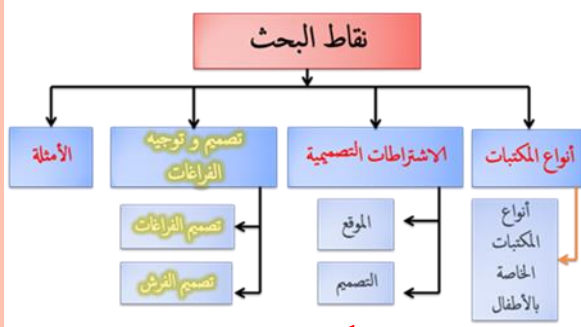 نقاط البحث
أنواع المكتبات
الاشتراطات التصميمية
تصميم و توجيه
الفراغات
الأمثلة
أنواع
المكتبات
الخاصة
بالأطفال
الموقع
التصميم
تصميم الفراغات
تصميم الفرش